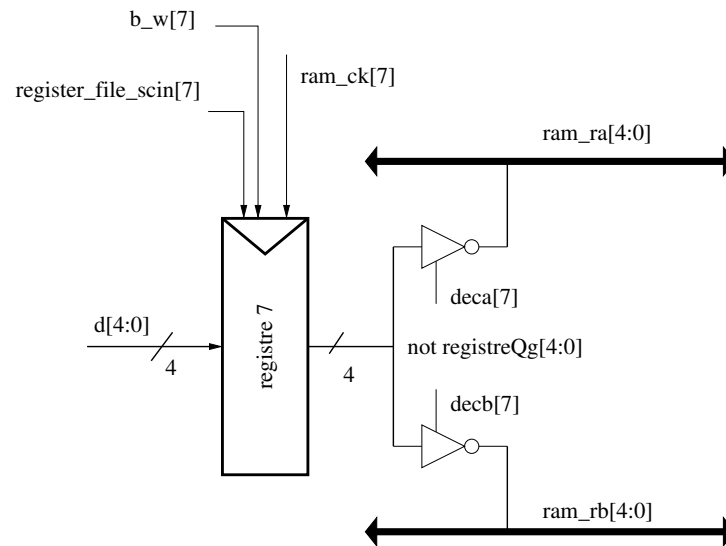 b_w[7]
ram_ck[7]
register_file_scin[7]
ram_ra[4:0]
deca[7]
d[4:0]
4
registre 7
4
not registreQg[4:0]
decb[7]
ram_rb[4:0]